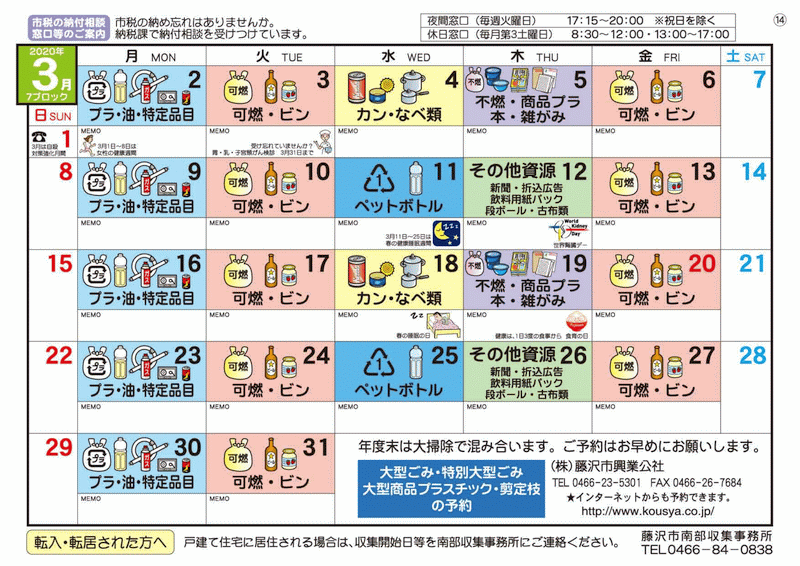 市税の納付相談
窓口等のご案内
市税の納め忘れはありませんか。
納税課で納付相談を受けつけています。
夜間窓口(毎週火曜日) 17:15~20:00 ※祝日を除く
休日窓口(毎月第3土曜日) 8:30~12:00・13:00~17:00
⑭
2020年
3月
7ブロック
月 MON
火 TUE
水 WED
木 THU
金 FRI
土 SAT
日 SUN
1
3月は自殺
対策強化月間
2
プラ
プラ・油・特定品目
MEMO
3月1日~8日は
女性の健康週間
3
可燃
可燃・ビン
MEMO
受け忘れていませんか?
胃・乳・子宮頸がん検診 3月31日まで
4
カン・なべ類
MEMO
5
不燃
不燃・商品プラ
本・雑がみ
MEMO
6
可燃
可燃・ビン
MEMO
7
8
9
プラ
プラ・油・特定品目
MEMO
10
可燃
可燃・ビン
MEMO
11
1
ペットボトル
MEMO
3月11日~25日は
春の健康睡眠週間
zzz
その他資源 12
新聞・折込広告
飲料用紙パック
段ボール・古布類
MEMO
World
Kidney
Day
世界腎臓デー
13
可燃
可燃・ビン
MEMO
14
15
16
プラ
プラ・油・特定品目
MEMO
17
可燃
可燃・ビン
MEMO
18
カン・なべ類
MEMO
春の睡眠の日
zz
19
不燃
不燃・商品プラ
本・雑がみ
MEMO
健康は、1日3度の食事から 食育の日
20
可燃
可燃・ビン
MEMO
21
22
23
プラ
プラ・油・特定品目
MEMO
24
可燃
可燃・ビン
MEMO
25
1
ペットボトル
MEMO
その他資源 26
新聞・折込広告
飲料用紙パック
段ボール・古布類
MEMO
27
可燃
可燃・ビン
MEMO
28
29
30
プラ
プラ・油・特定品目
MEMO
31
可燃
可燃・ビン
MEMO
年度末は大掃除で混み合います。ご予約はお早めにお願いします。
大型ごみ・特別大型ごみ
大型商品プラスチック・剪定枝
の予約
(株)藤沢市興業公社
TEL 0466-23-5301 FAX 0466-26-7684
★インターネットからも予約できます。
http://www.kousya.co.jp/
転入・転居された方へ
戸建て住宅に居住される場合は、収集開始日等を南部収集事務所にご連絡ください。
藤沢市南部収集事務所
TEL0466-84-0838